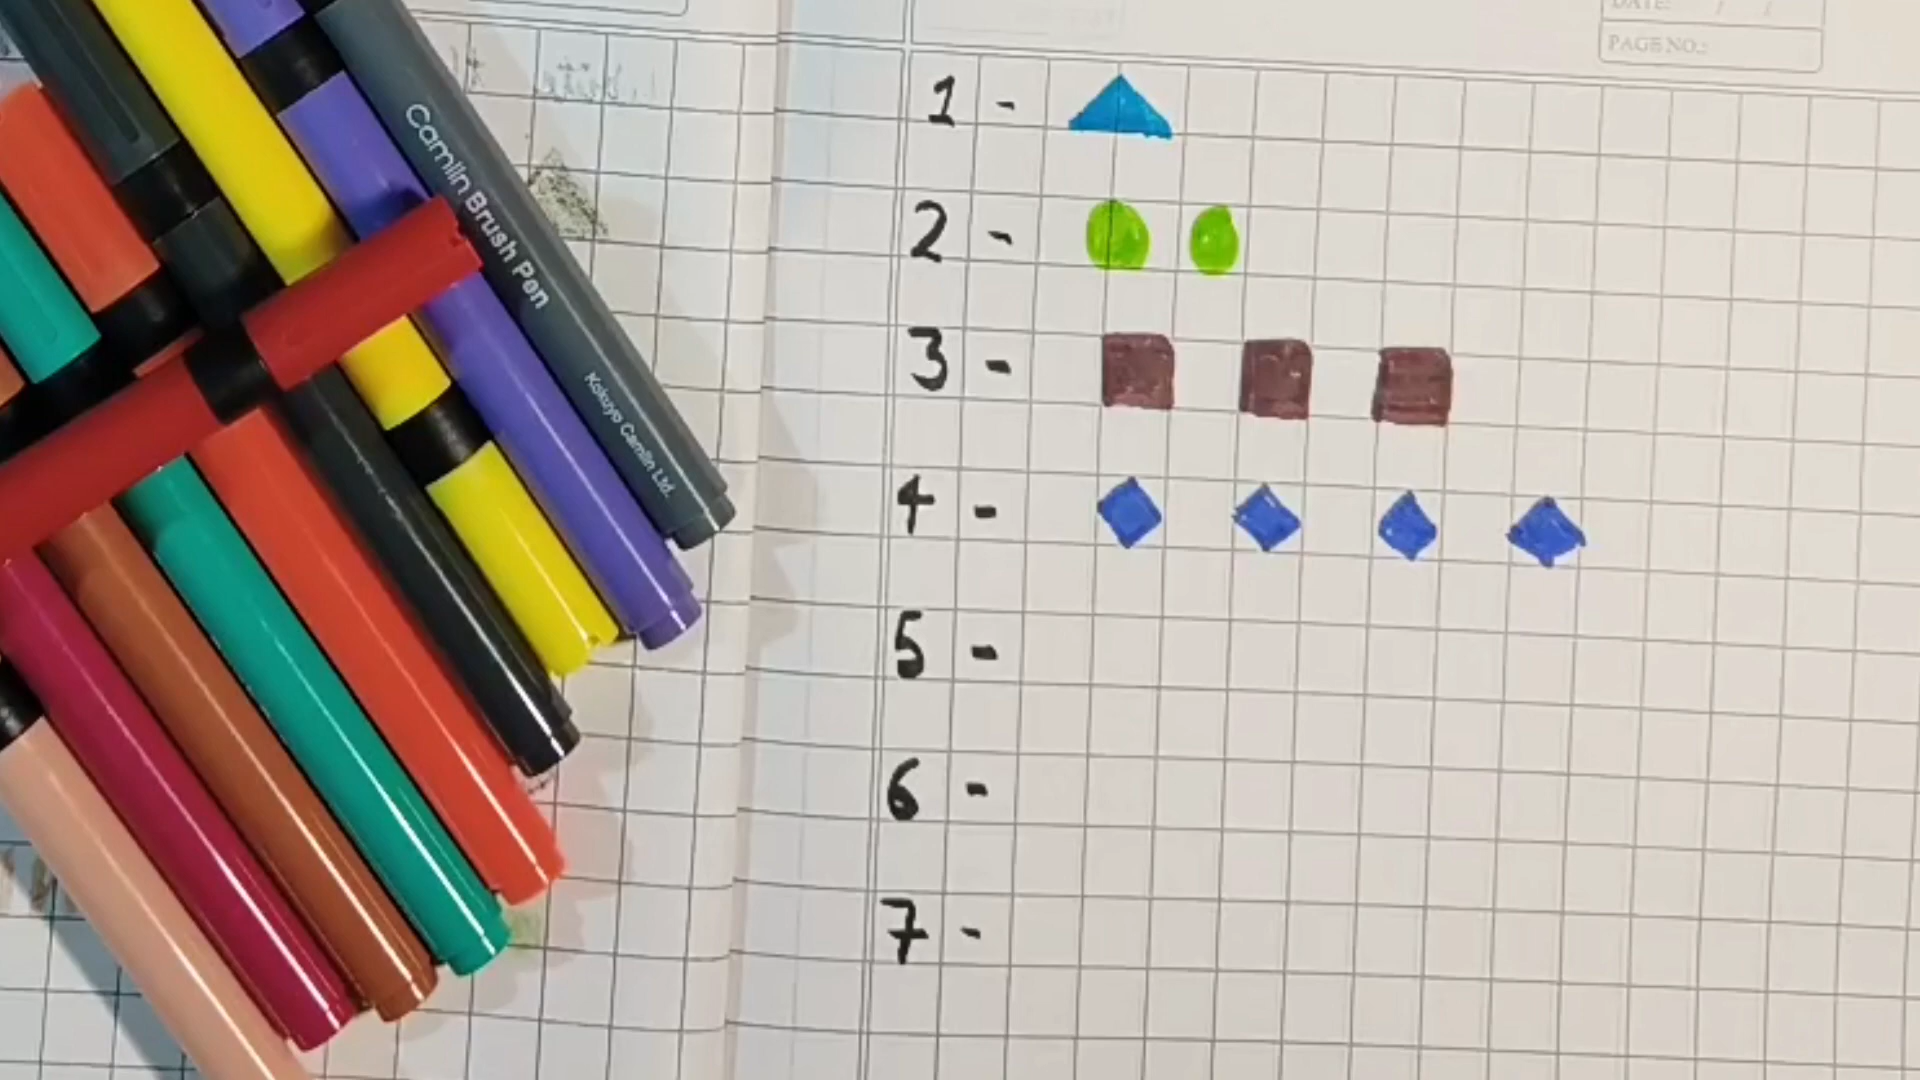 Camlin Brush Pen
Kokuyo Camlin Ltd.
DATE: / /
PAGE NO.:
1 -
2 -
3 -
4 -
5 -
6 -
7 -